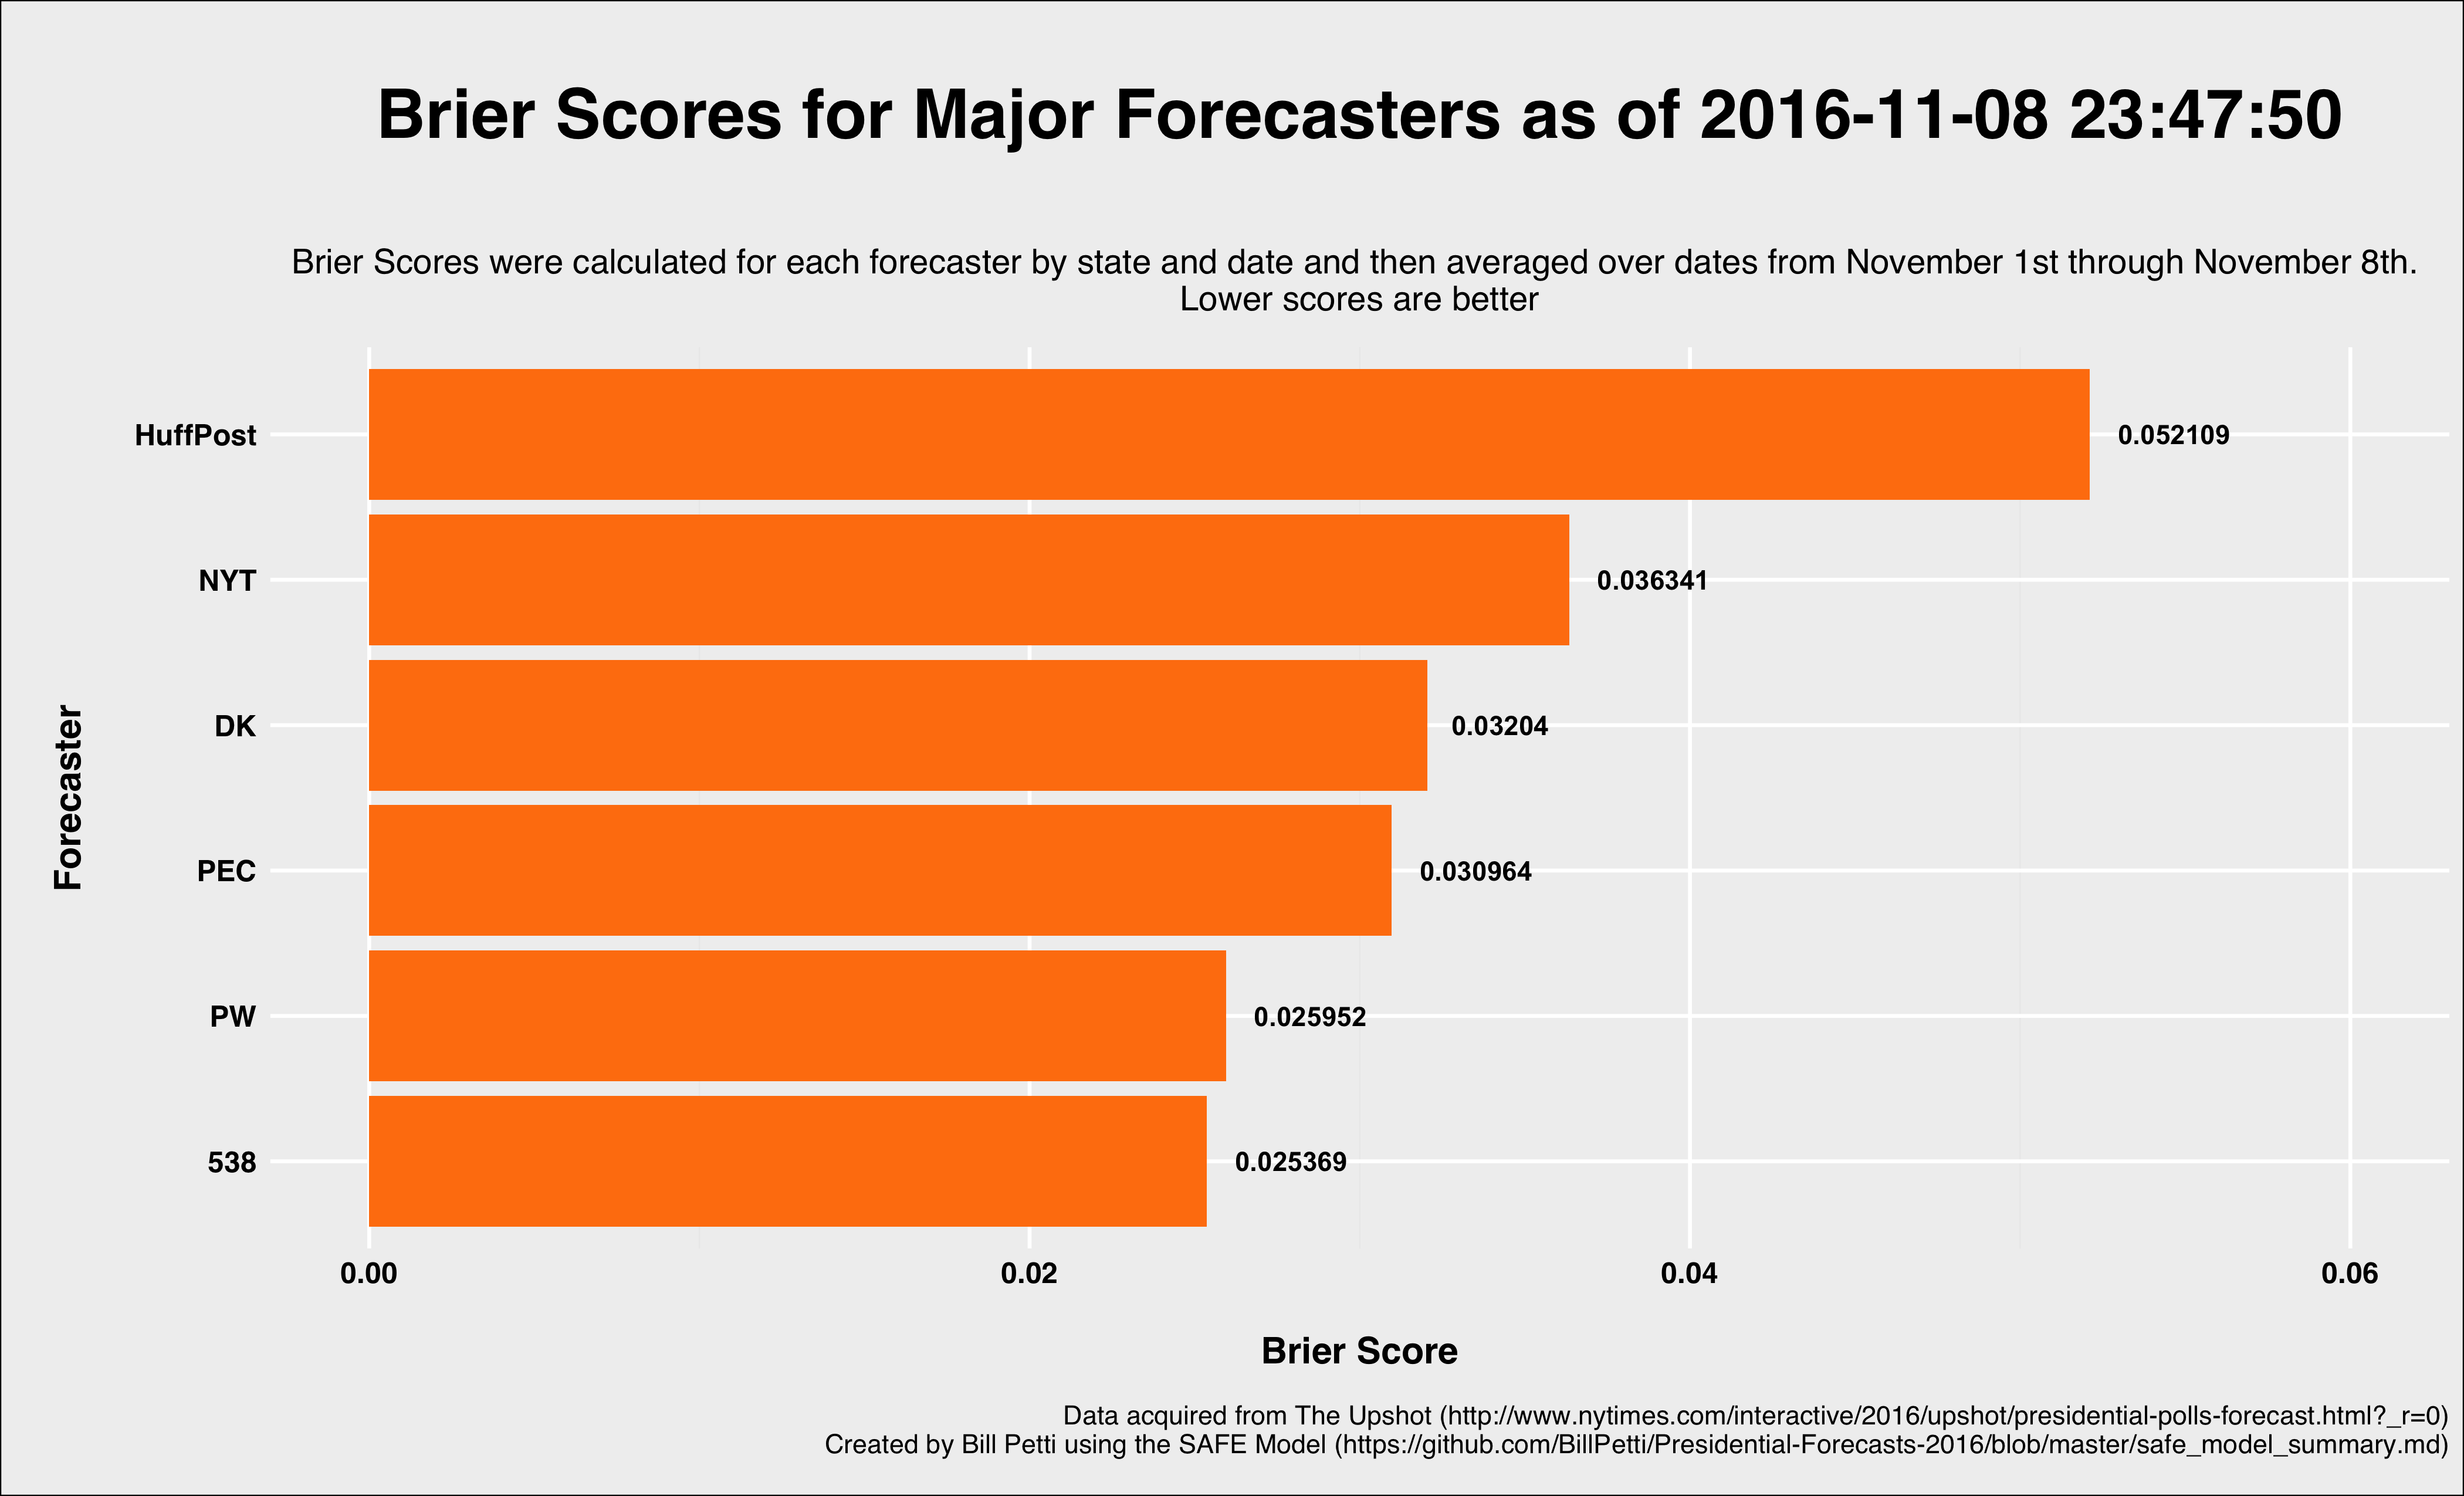 Brier Scores for Major Forecasters as of 2016-11-08 23:47:50
Brier Scores were calculated for each forecaster by state and date and then averaged over dates from November 1st through November 8th.
Lower scores are better
HuffPost 0.052109
NYT 0.036341
DK 0.03204
PEC 0.030964
PW 0.025952
538 0.025369
Forecaster
0.00 0.02 0.04 0.06
Brier Score
Data acquired from The Upshot (http://www.nytimes.com/interactive/2016/upshot/presidential-polls-forecast.html?_r=0)
Created by Bill Petti using the SAFE Model (https://github.com/BillPetti/Presidential-Forecasts-2016/blob/master/safe_model_summary.md)